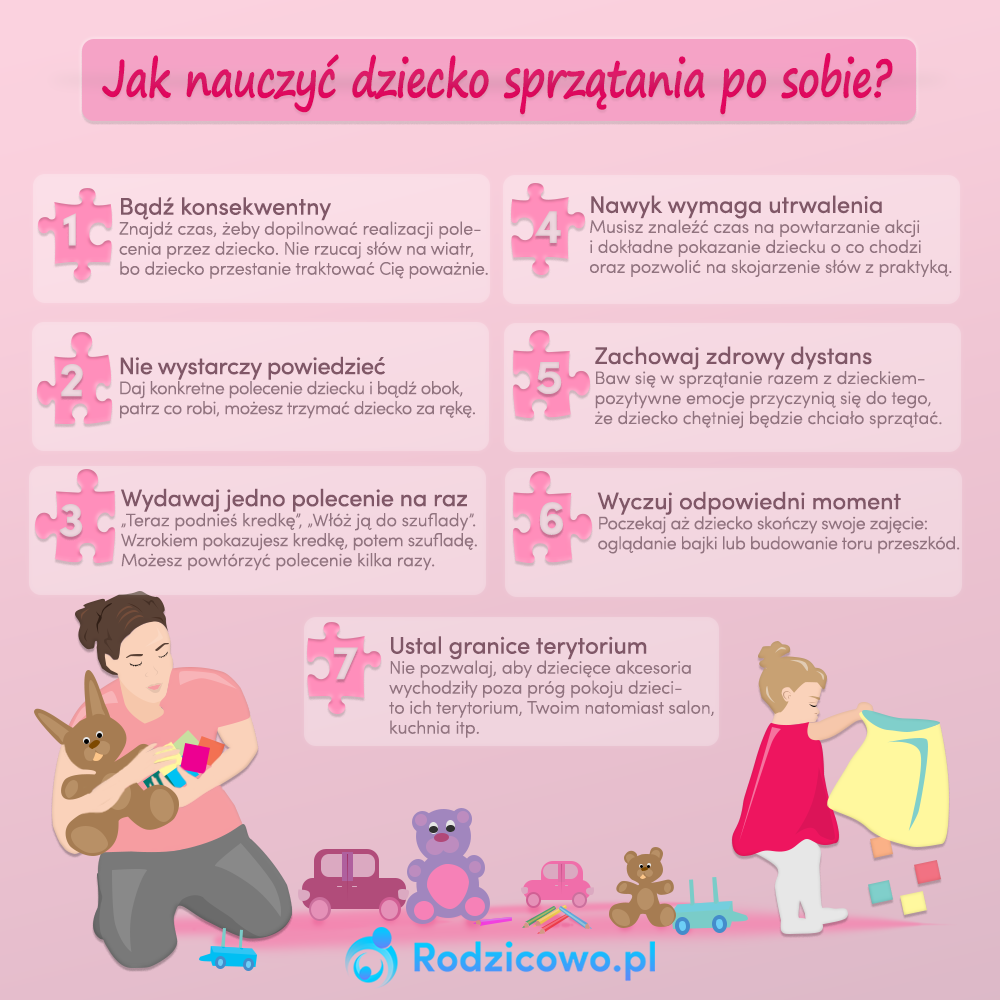 Jak nauczyć dziecko sprzątania po sobie?
1
Bądź konsekwentny
Znajdź czas, żeby dopilnować realizacji pole-
cenia przez dziecko. Nie rzucaj słów na wiatr,
bo dziecko przestanie traktować Cię poważnie.
2
Nie wystarczy powiedzieć
Daj konkretne polecenie dziecku i bądź obok,
patrz co robi, możesz trzymać dziecko za rękę.
3
Wydawaj jedno polecenie na raz
„Teraz podnieś kredkę”, „Włóż ją do szuflady”.
Wzrokiem pokazujesz kredkę, potem szufladę.
Możesz powtórzyć polecenie kilka razy.
4
Nawyk wymaga utrwalenia
Musisz znaleźć czas na powtarzanie akcji
i dokładne pokazanie dziecku o co chodzi
oraz pozwolić na skojarzenie słów z praktyką.
5
Zachowaj zdrowy dystans
Baw się w sprzątanie razem z dzieckiem-
pozytywne emocje przyczynią się do tego,
że dziecko chętniej będzie chciało sprzątać.
6
Wyczuj odpowiedni moment
Poczekaj aż dziecko skończy swoje zajęcie:
oglądanie bajki lub budowanie toru przeszkód.
7
Ustal granice terytorium
Nie pozwalaj, aby dziecięce akcesoria
wychodziły poza próg pokoju dzieci-
to ich terytorium, Twoim natomiast salon,
kuchnia itp.
Rodzicowo.pl